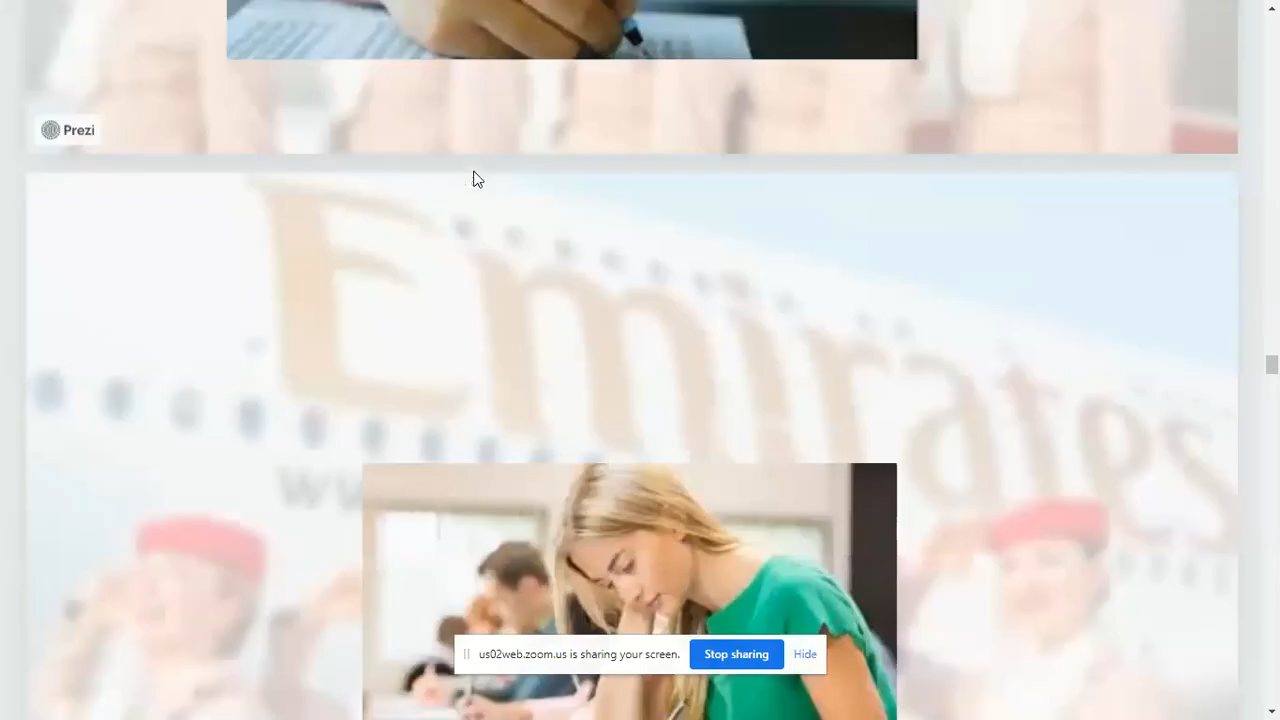 Prezi
Emirates
us02web.zoom.us is sharing your screen.
Stop sharing
Hide